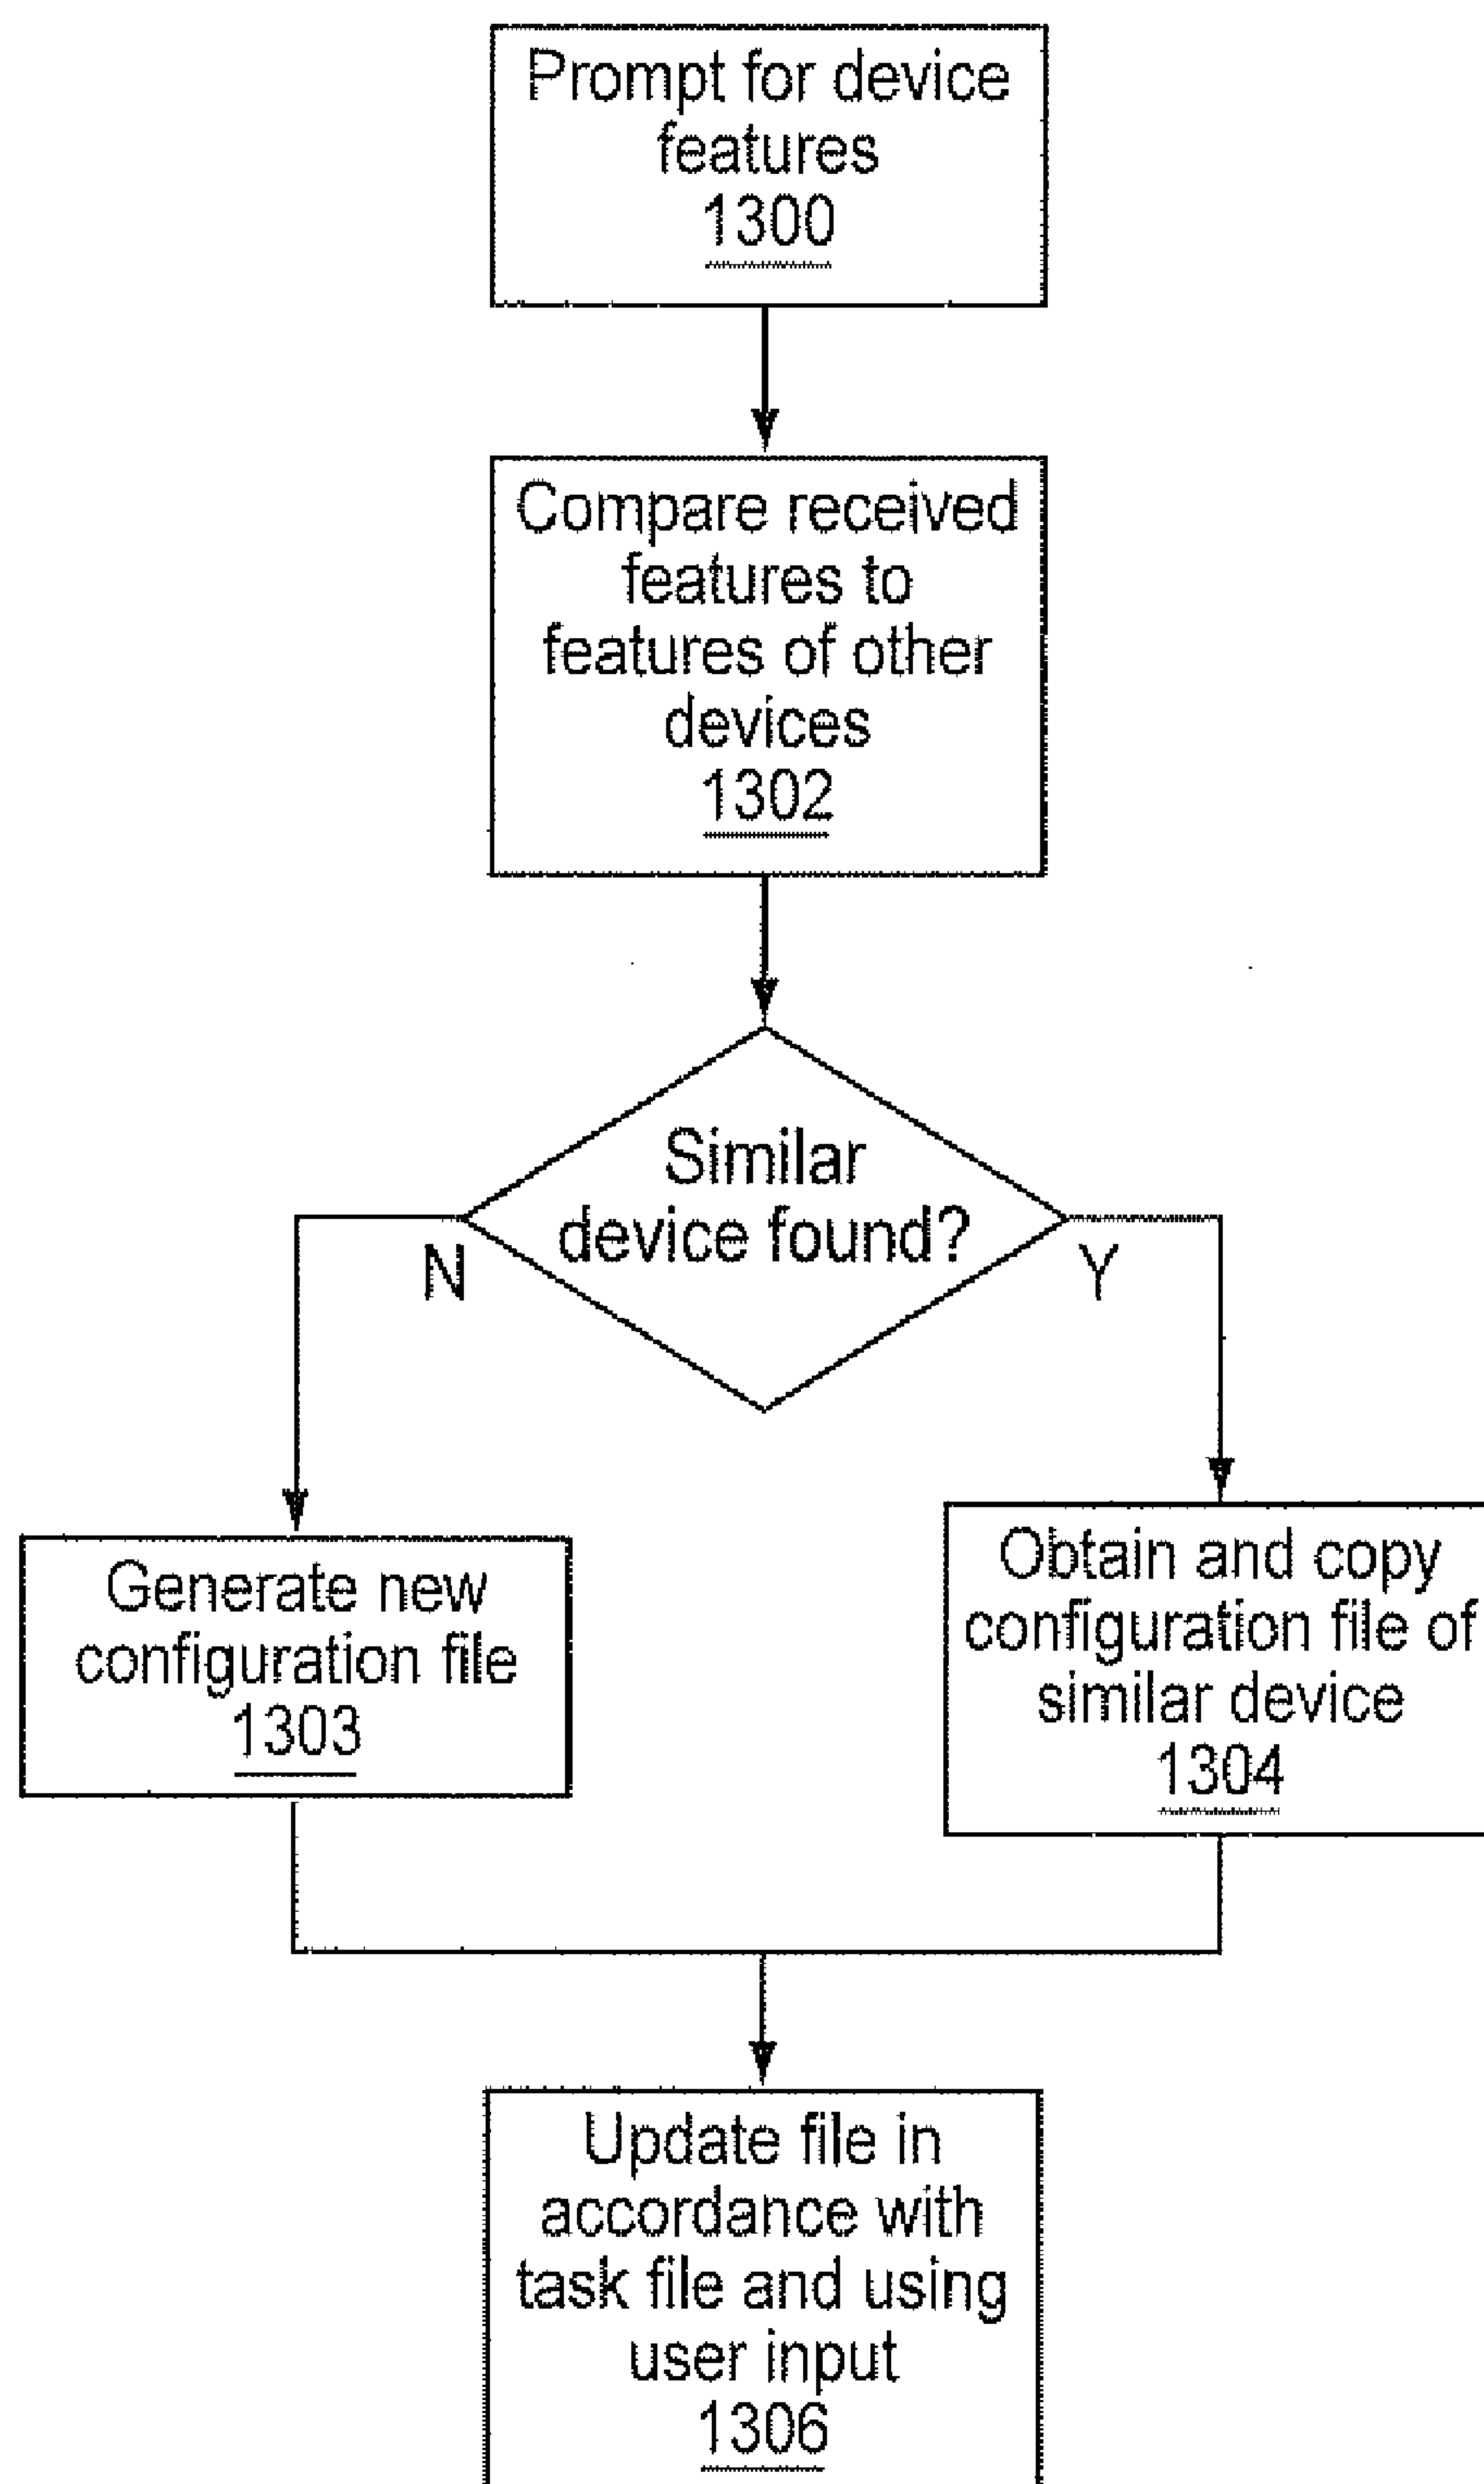 Prompt for device
features
1300
Compare received
features to
features of other
devices
1302
Similar
device found?
N
Y
Generate new
configuration file
1303
Obtain and copy
configuration file of
similar device
1304
Update file in
accordance with
task file and using
user input
1306